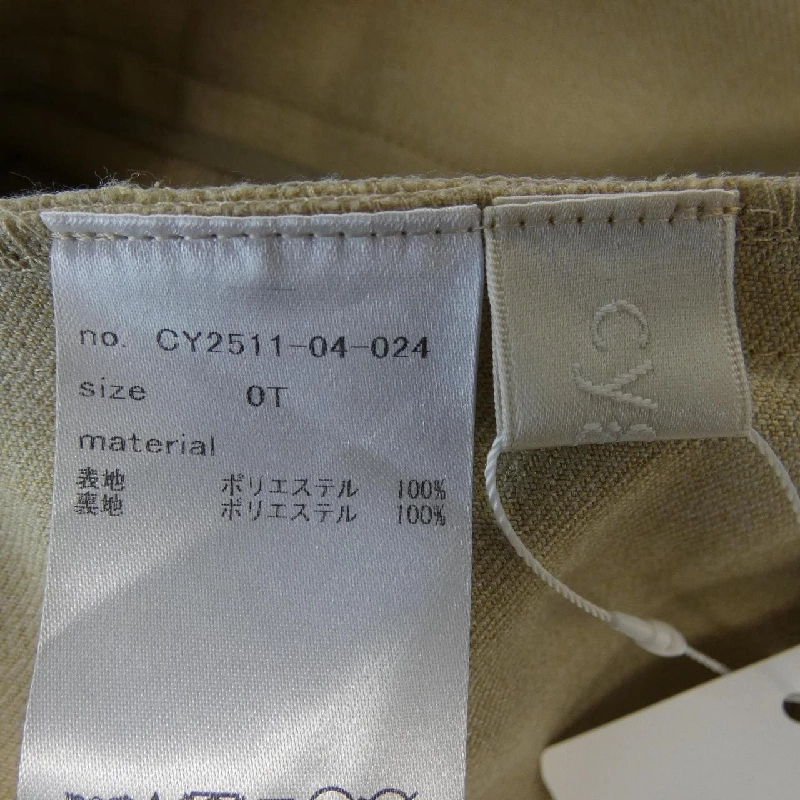 no. CY2511-04-024
size 0T
material
表地 ポリエステル 100%
裏地 ポリエステル 100%